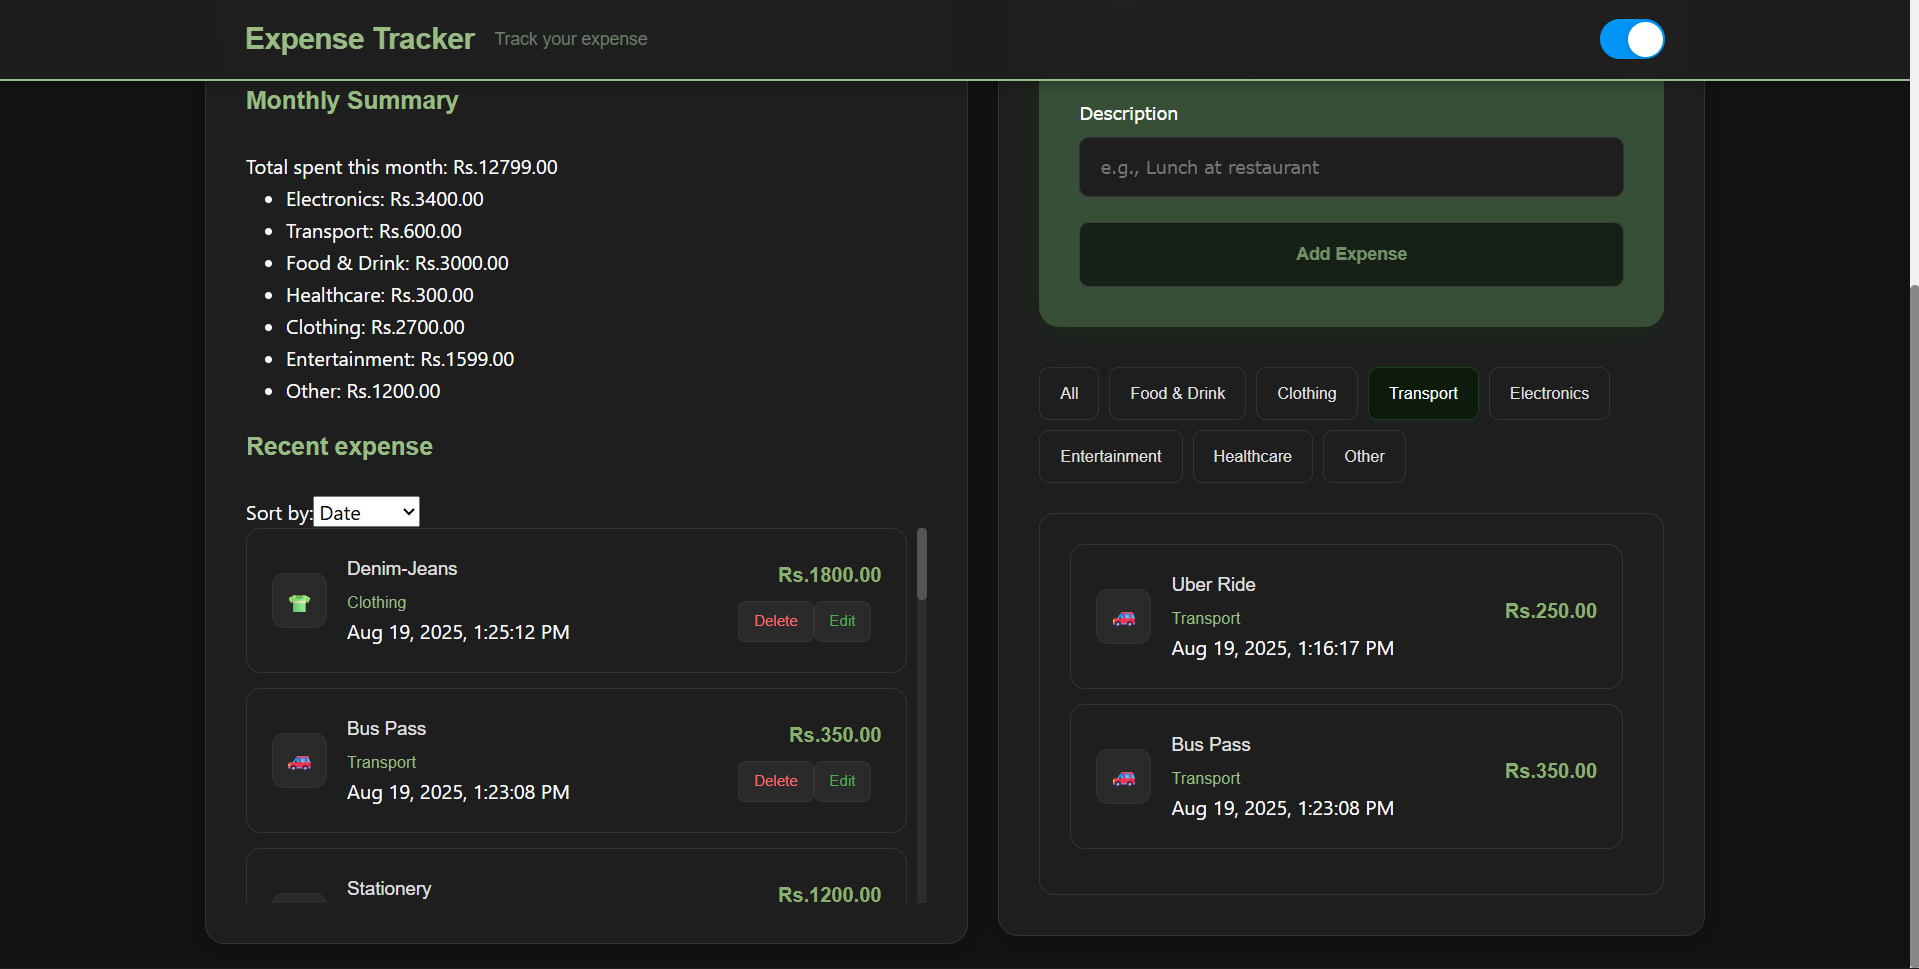 Expense Tracker Track your expense
Monthly Summary
Total spent this month: Rs.12799.00
Electronics: Rs.3400.00
Transport: Rs.600.00
Food & Drink: Rs.3000.00
Healthcare: Rs.300.00
Clothing: Rs.2700.00
Entertainment: Rs.1599.00
Other: Rs.1200.00
Recent expense
Sort by: Date
Denim-Jeans
Clothing
Aug 19, 2025, 1:25:12 PM
Rs.1800.00
Delete Edit
Bus Pass
Transport
Aug 19, 2025, 1:23:08 PM
Rs.350.00
Delete Edit
Stationery
Rs.1200.00
Description
e.g., Lunch at restaurant
Add Expense
All Food & Drink Clothing Transport Electronics
Entertainment Healthcare Other
Uber Ride
Transport
Aug 19, 2025, 1:16:17 PM
Rs.250.00
Bus Pass
Transport
Aug 19, 2025, 1:23:08 PM
Rs.350.00